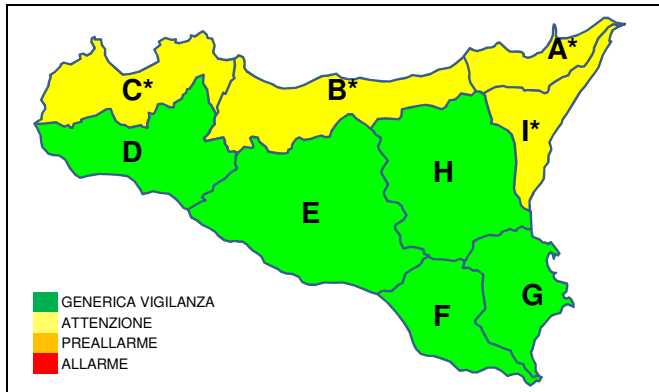 A*
C*
B*
I*
D
H
E
G
F
GENERICA VIGILANZA
ATTENZIONE
PREALLARME
ALLARME